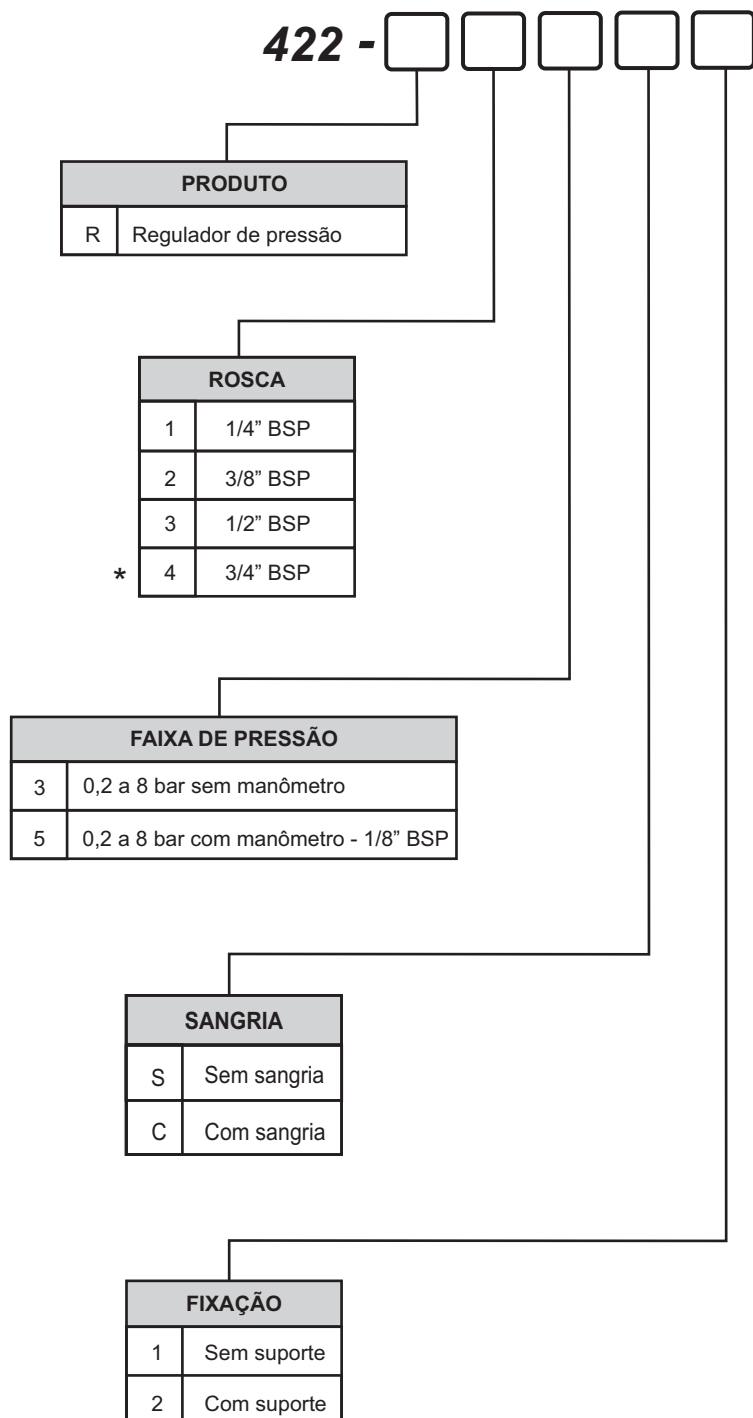 422 -
PRODUTO
R Regulador de pressão
ROSCA
1 1/4” BSP
2 3/8” BSP
3 1/2” BSP
* 4 3/4” BSP
FAIXA DE PRESSÃO
3 0,2 a 8 bar sem manômetro
5 0,2 a 8 bar com manômetro - 1/8” BSP
SANGRIA
S Sem sangria
C Com sangria
FIXAÇÃO
1 Sem suporte
2 Com suporte